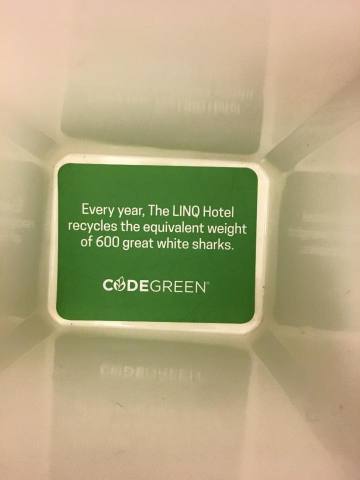 Every year, The LINQ Hotel
recycles the equivalent weight
of 600 great white sharks.
CODEGREEN